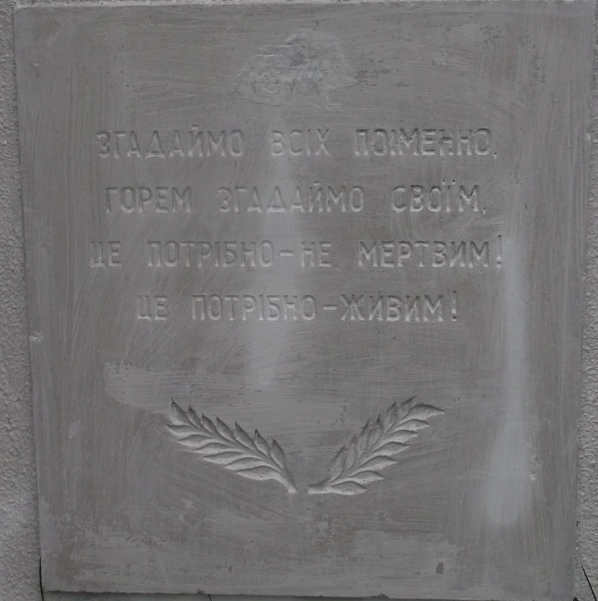 ЗГАДАЙМО ВСІХ ПОІМЕННО,
ГОРЕМ ЗГАДАЙМО СВОЇМ,
ЦЕ ПОТРІБНО – НЕ МЕРТВИМ!
ЦЕ ПОТРІБНО – ЖИВИМ!